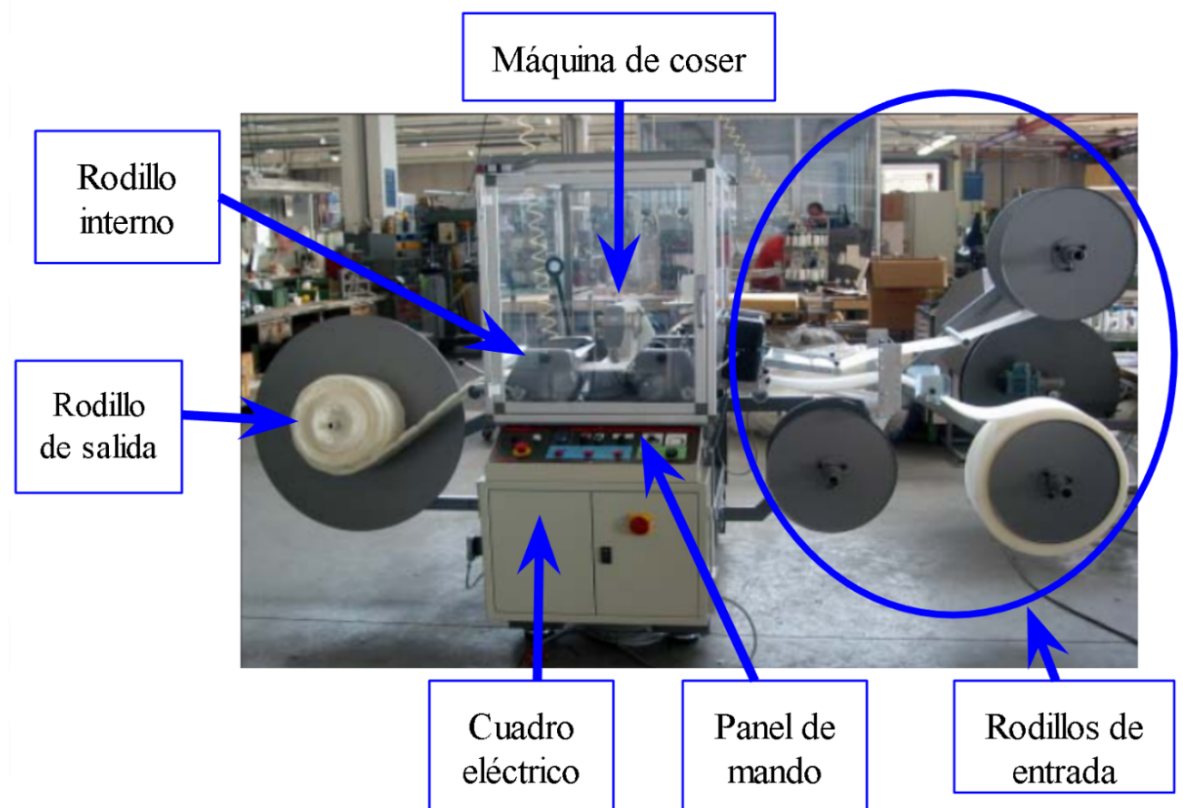 Máquina de coser
Rodillo
interno
Rodillo
de salida
Cuadro
eléctrico
Panel de
mando
Rodillos de
entrada